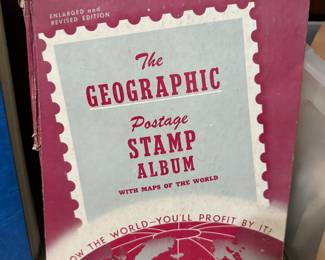 ENLARGED and
REVISED EDITION
The
GEOGRAPHIC
Postage
STAMP
ALBUM
WITH MAPS OF THE WORLD
OW THE WORLD—YOU'LL PROFIT BY IT!